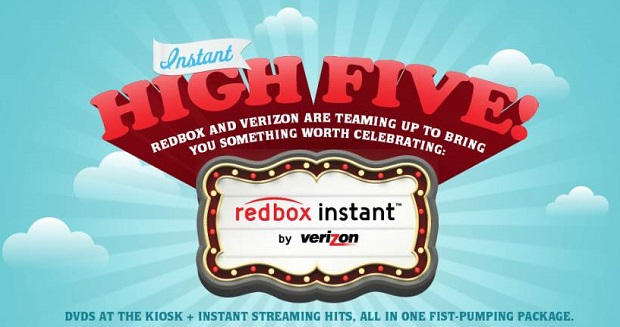 Instant
HIGH FIVE!
REDBOX AND VERIZON ARE TEAMING UP TO BRING
YOU SOMETHING WORTH CELEBRATING:
redbox instant™
by verizon
DVDS AT THE KIOSK + INSTANT STREAMING HITS, ALL IN ONE FIST-PUMPING PACKAGE.